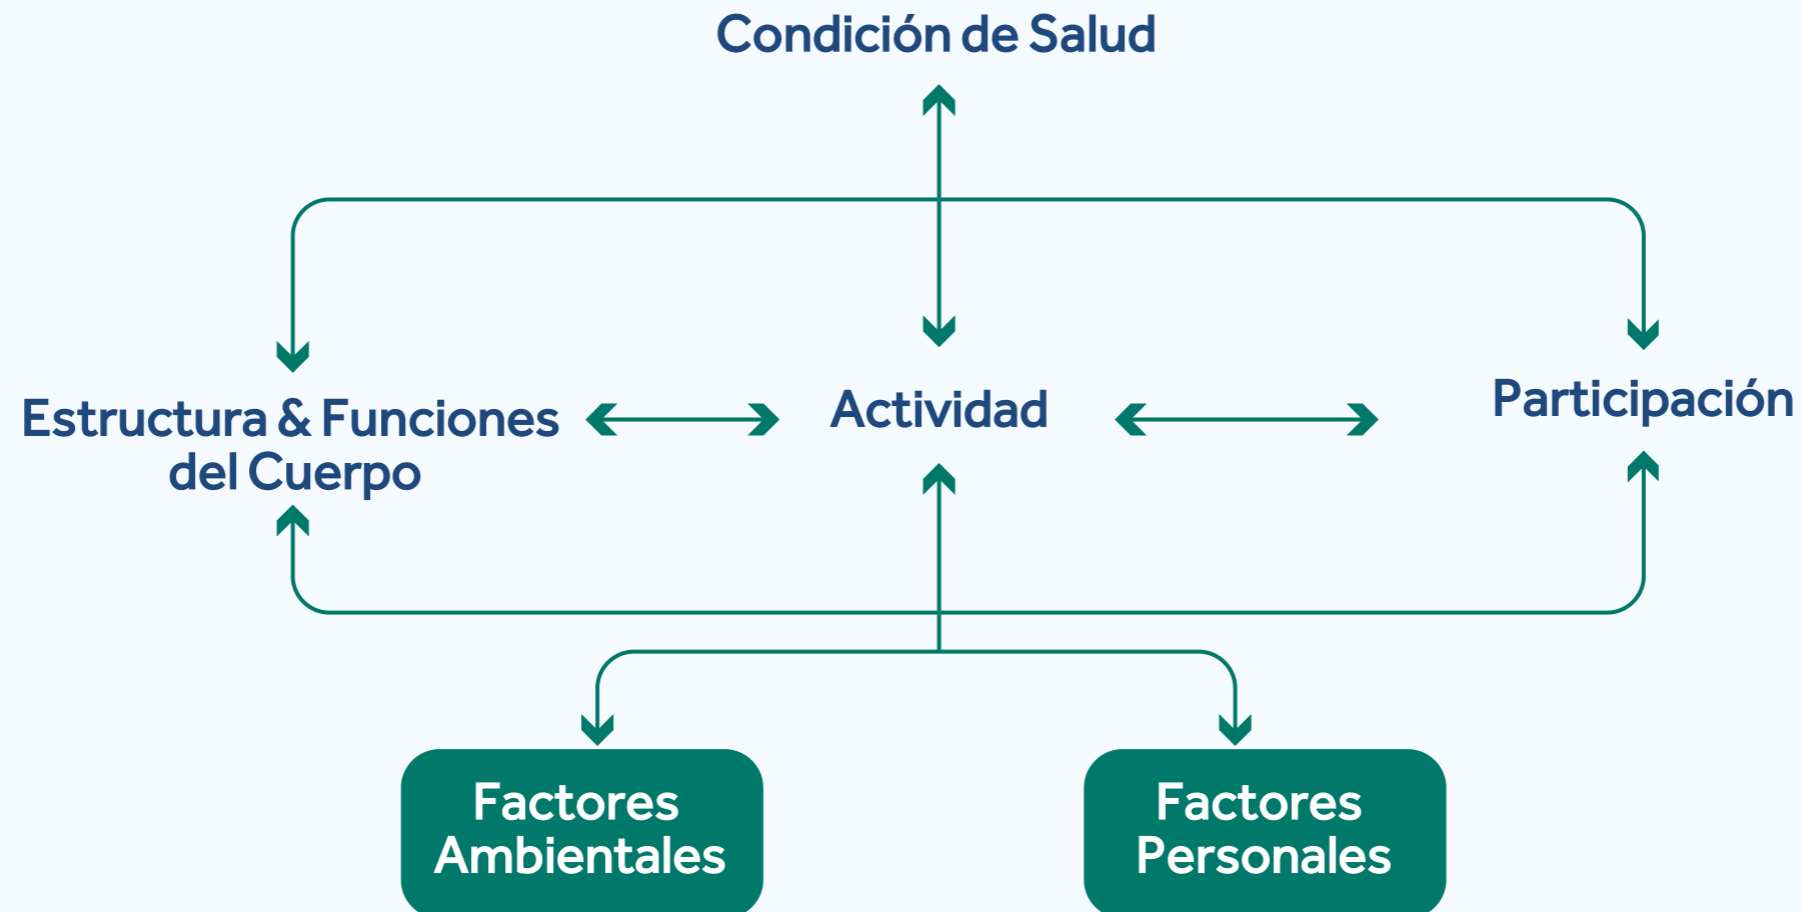 Condición de Salud
Estructura & Funciones
del Cuerpo
Actividad
Participación
Factores
Ambientales
Factores
Personales